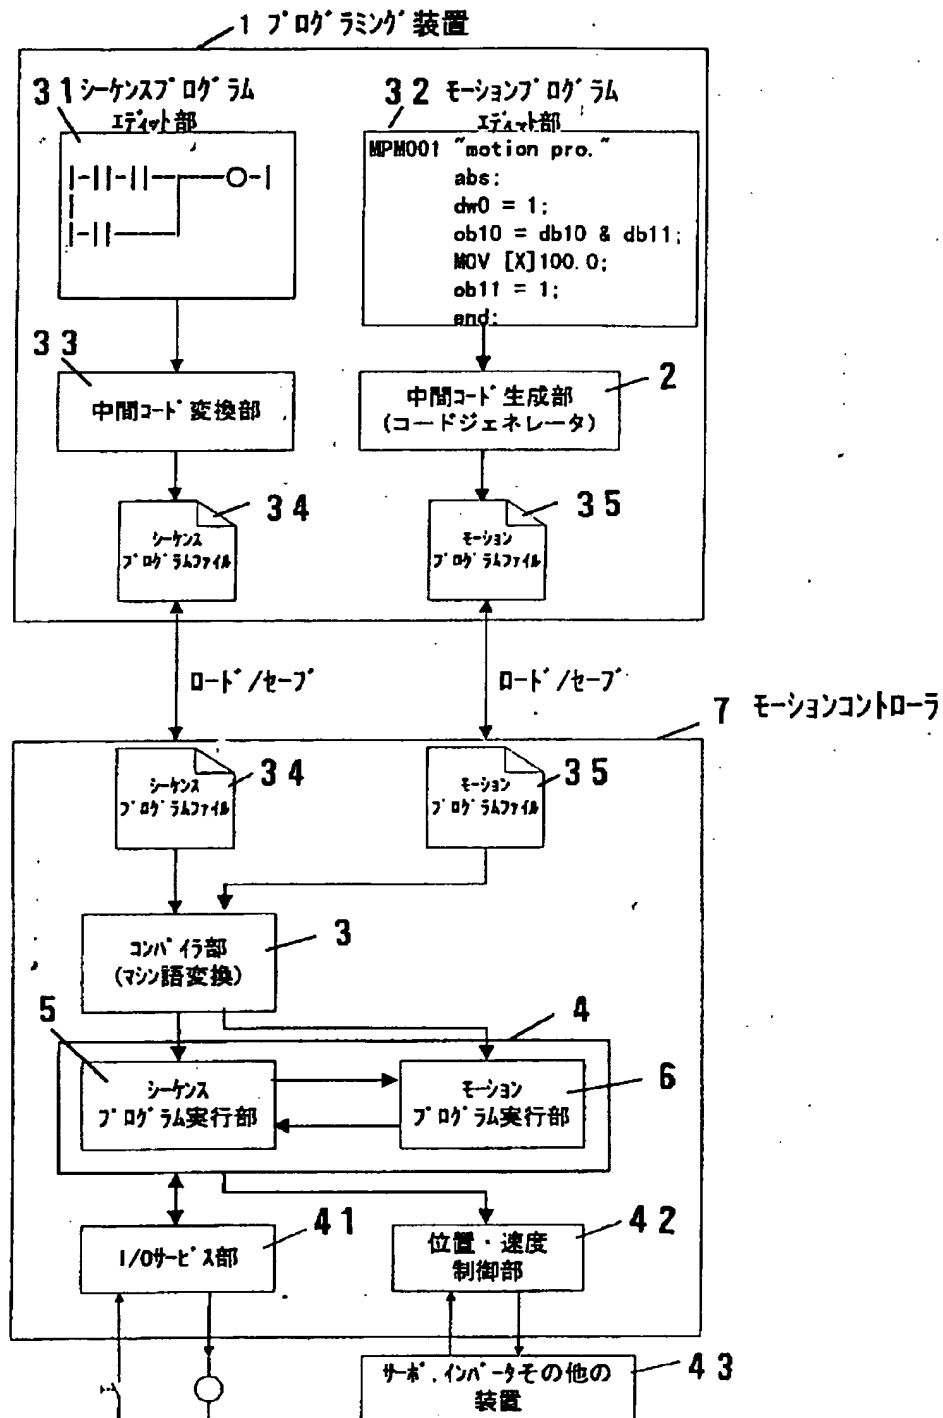 1 プログラミング装置
31 シーケンスプログラム
エディット部
32 モーションプログラム
エディット部
MPM001 "motion pro."
abs:
dw0 = 1;
ob10 = db10 & db11;
MOV [X]100.0;
ob11 = 1;
end;
33
中間コード変換部
2
中間コード生成部
(コードジェネレータ)
34
シーケンス
プログラムファイル
35
モーション
プログラムファイル
ロード/セーブ
ロード/セーブ
7 モーションコントローラ
34
シーケンス
プログラムファイル
35
モーション
プログラムファイル
3
コンパイラ部
(マシン語変換)
5
4
シーケンス
プログラム実行部
6
モーション
プログラム実行部
41
I/Oサービス部
42
位置・速度
制御部
43
サーボ,インバータその他の
装置